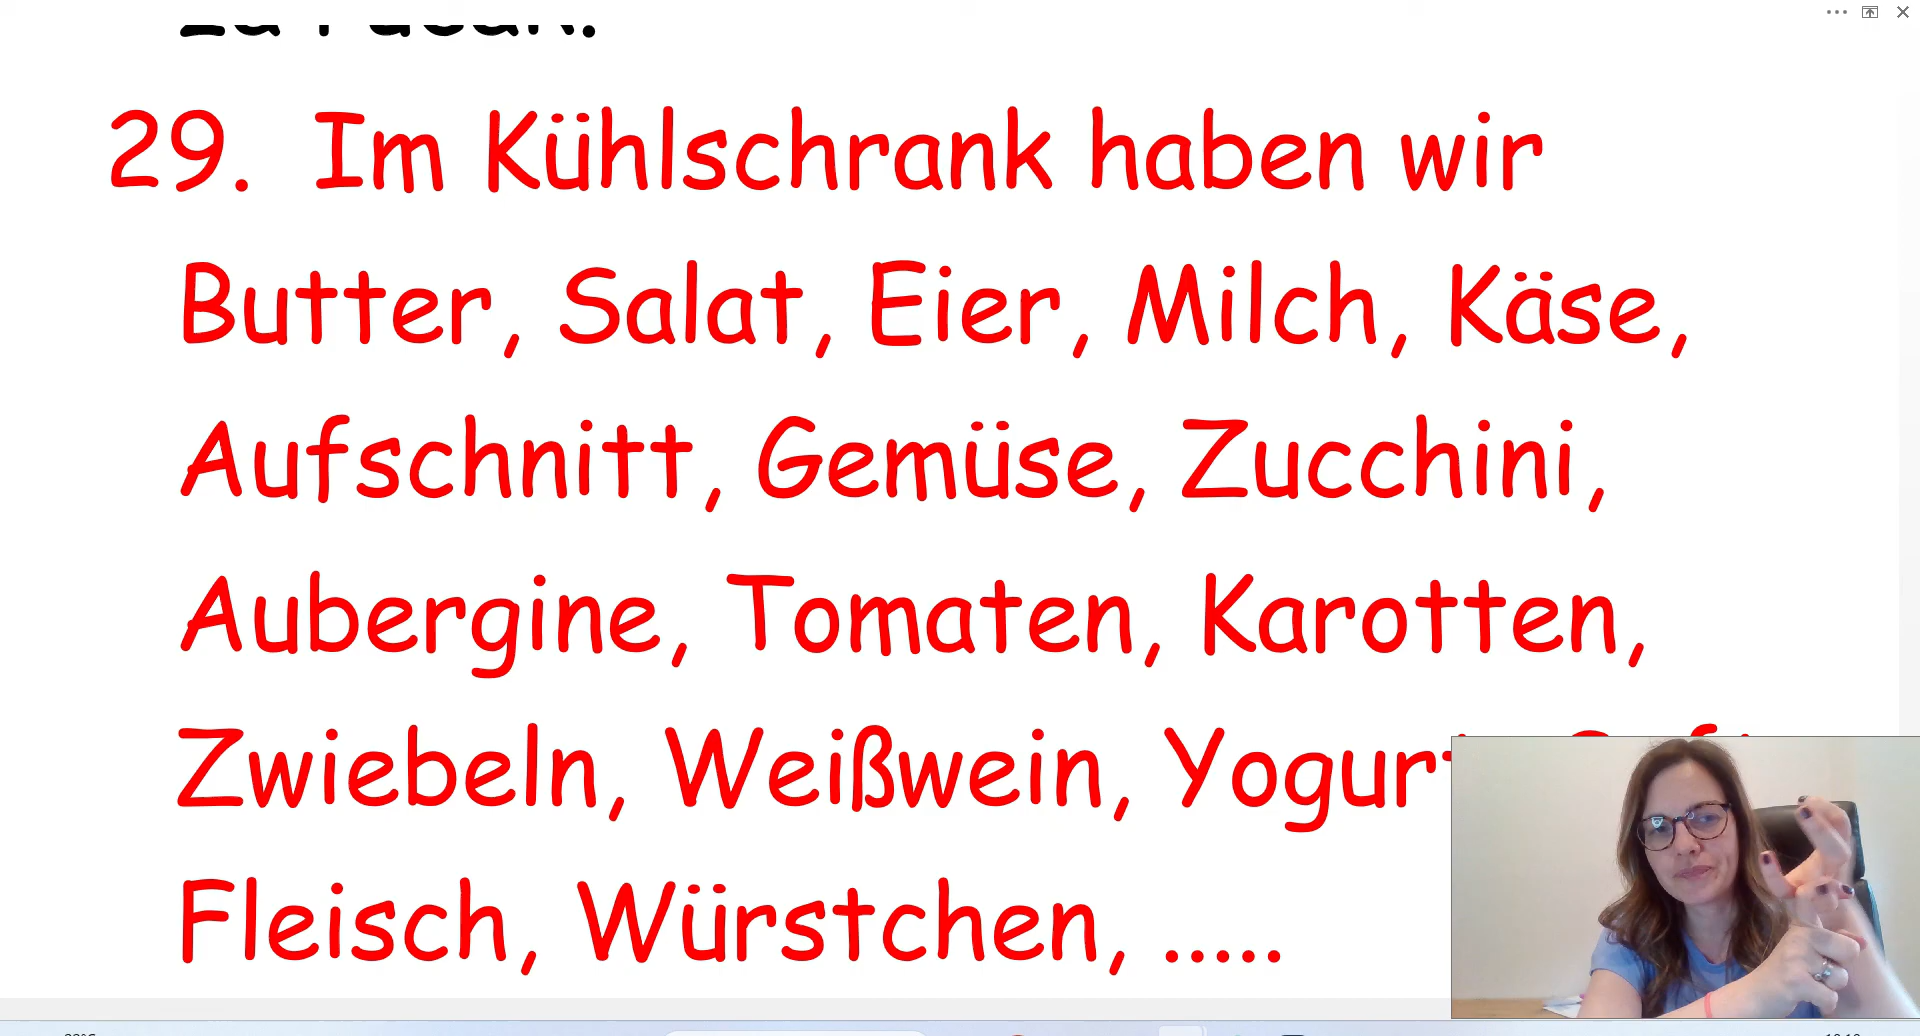 29. Im Kühlschrank haben wir
Butter, Salat, Eier, Milch, Käse,
Aufschnitt, Gemüse, Zucchini,
Aubergine, Tomaten, Karotten,
Zwiebeln, Weißwein, Yogurt,
Fleisch, Würstchen, .....